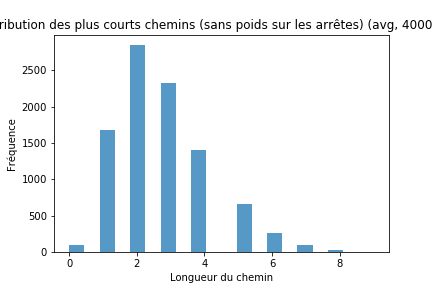 ribution des plus courts chemins (sans poids sur les arrêtes) (avg, 4000
2500
2000
1500
1000
500
0
Fréquence
0 2 4 6 8
Longueur du chemin